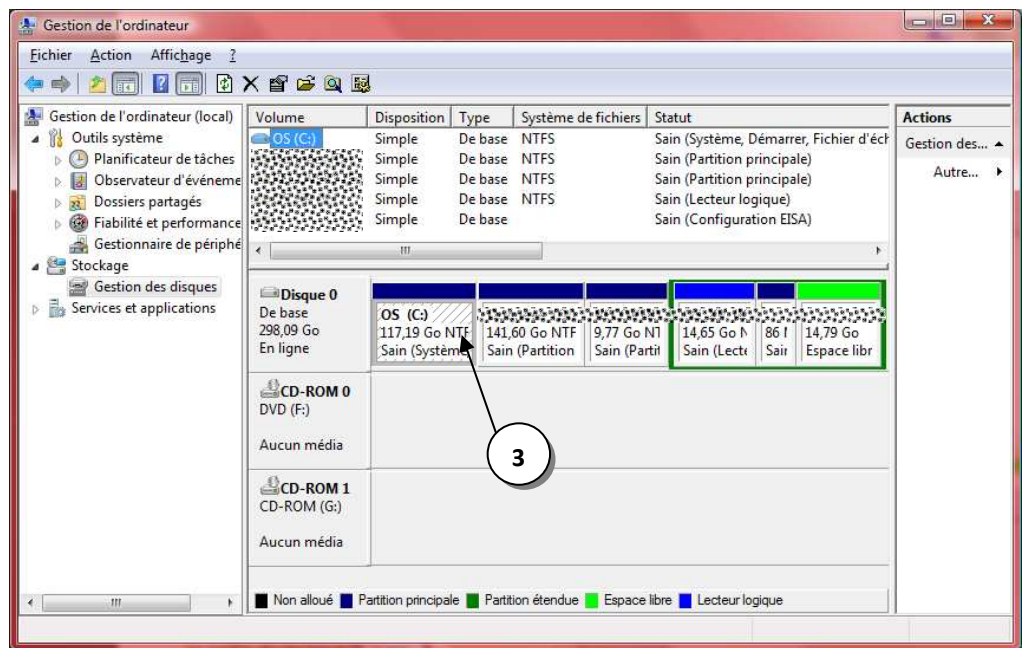 Gestion de l'ordinateur
Fichier Action Affichage ?
Gestion de l'ordinateur (local)
Outils système
Planificateur de tâches
Observateur d'événeme
Dossiers partagés
Fiabilité et performance
Gestionnaire de périphé
Stockage
Gestion des disques
Services et applications
Volume Disposition Type Système de fichiers Statut
OS (C:) Simple De base NTFS Sain (Système, Démarrer, Fichier d'éch
Simple De base NTFS Sain (Partition principale)
Simple De base NTFS Sain (Partition principale)
Simple De base NTFS Sain (Lecteur logique)
Simple De base Sain (Configuration EISA)
Actions
Gestion des...
Autre...
Disque 0
De base
298,09 Go
En ligne
OS (C:)
117,19 Go NTF
Sain (Système
141,60 Go NTF
Sain (Partition
9,77 Go NT
Sain (Partit
14,65 Go N
Sain (Lecte
86 
Sair
14,79 Go
Espace libr
CD-ROM 0
DVD (F:)
Aucun média
3
CD-ROM 1
CD-ROM (G:)
Aucun média
Non alloué Partition principale Partition étendue Espace libre Lecteur logique